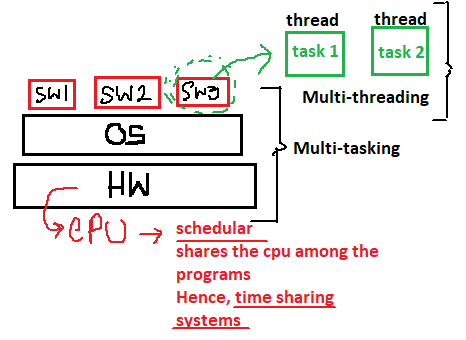 thread thread
task 1 task 2
SW1 SW2 SW3
Multi-threading
OS
Multi-tasking
HW
CPU → schedular
shares the cpu among the
programs
Hence, time sharing
systems